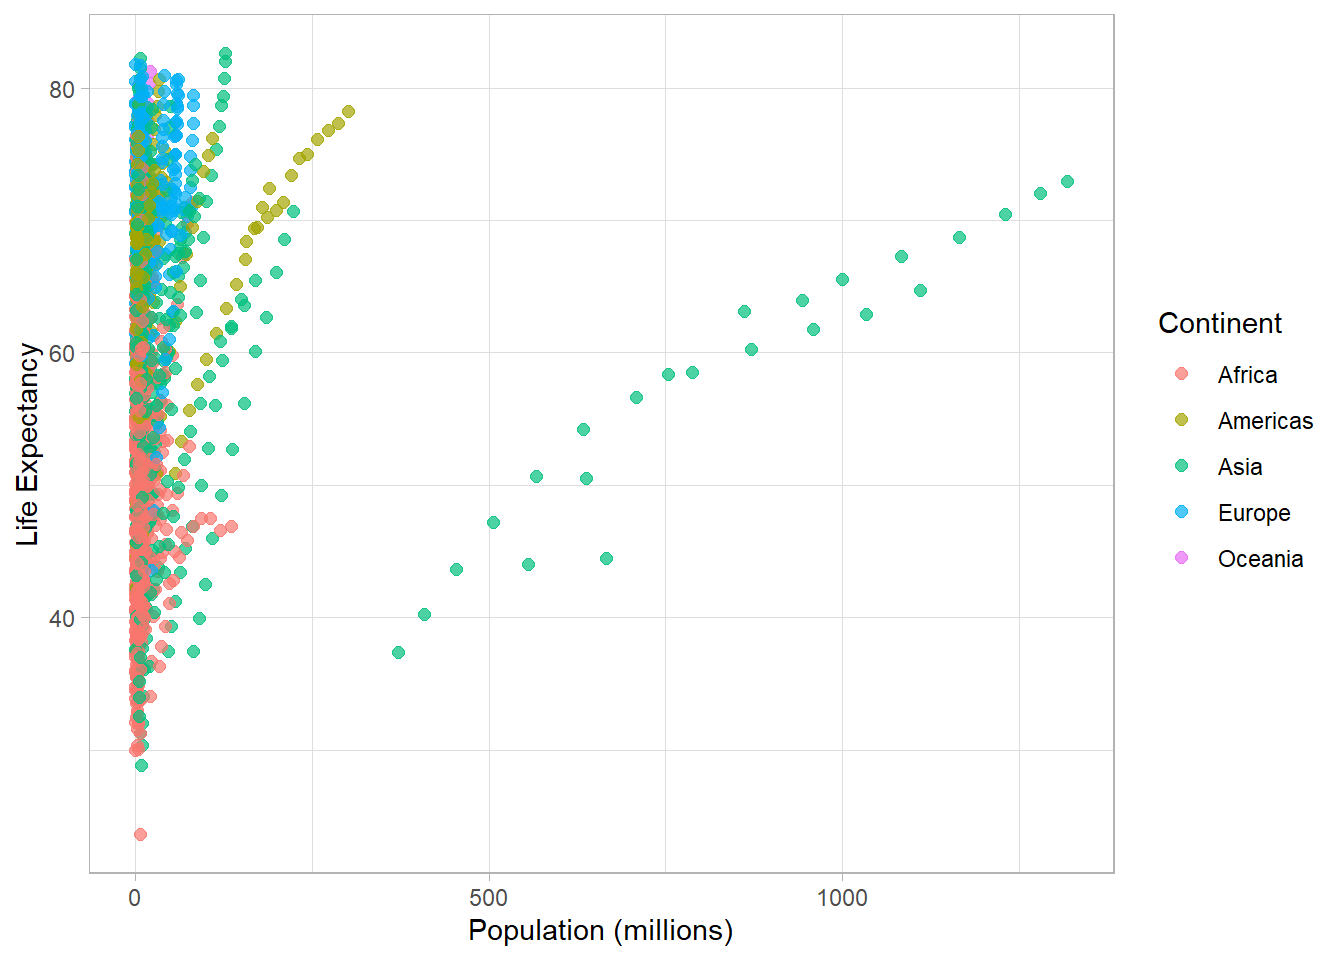 80
60
40
Life Expectancy
0
500
1000
Population (millions)
Continent
Africa
Americas
Asia
Europe
Oceania